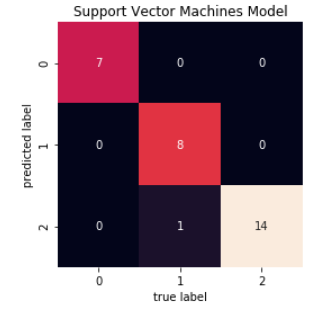 Support Vector Machines Model
0 7 0 0
predicted label
1 0 8 0
2 0 1 14
0 1 2
true label